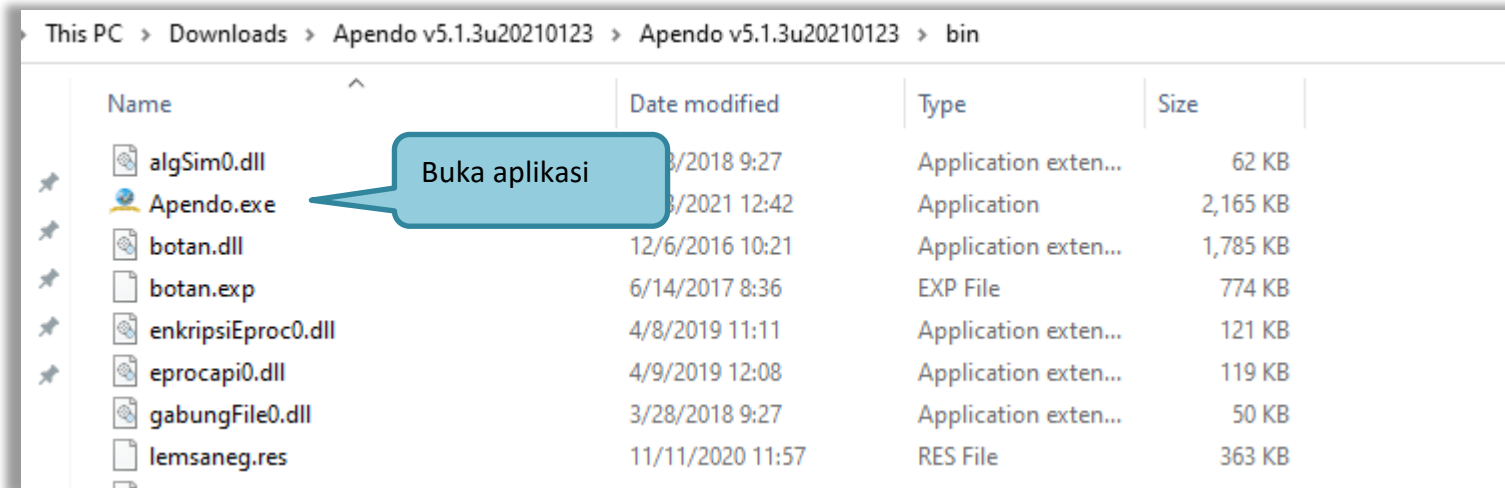 This PC > Downloads > Apendo v5.1.3u20210123 > Apendo v5.1.3u20210123 > bin
Name Date modified Type Size
algSim0.dll 8/2018 9:27 Application exten... 62 KB
Buka aplikasi
Apendo.exe /2021 12:42 Application 2,165 KB
botan.dll 12/6/2016 10:21 Application exten... 1,785 KB
botan.exp 6/14/2017 8:36 EXP File 774 KB
enkripsiEproc0.dll 4/8/2019 11:11 Application exten... 121 KB
eprocapi0.dll 4/9/2019 12:08 Application exten... 119 KB
gabungFile0.dll 3/28/2018 9:27 Application exten... 50 KB
lemsaneg.res 11/11/2020 11:57 RES File 363 KB